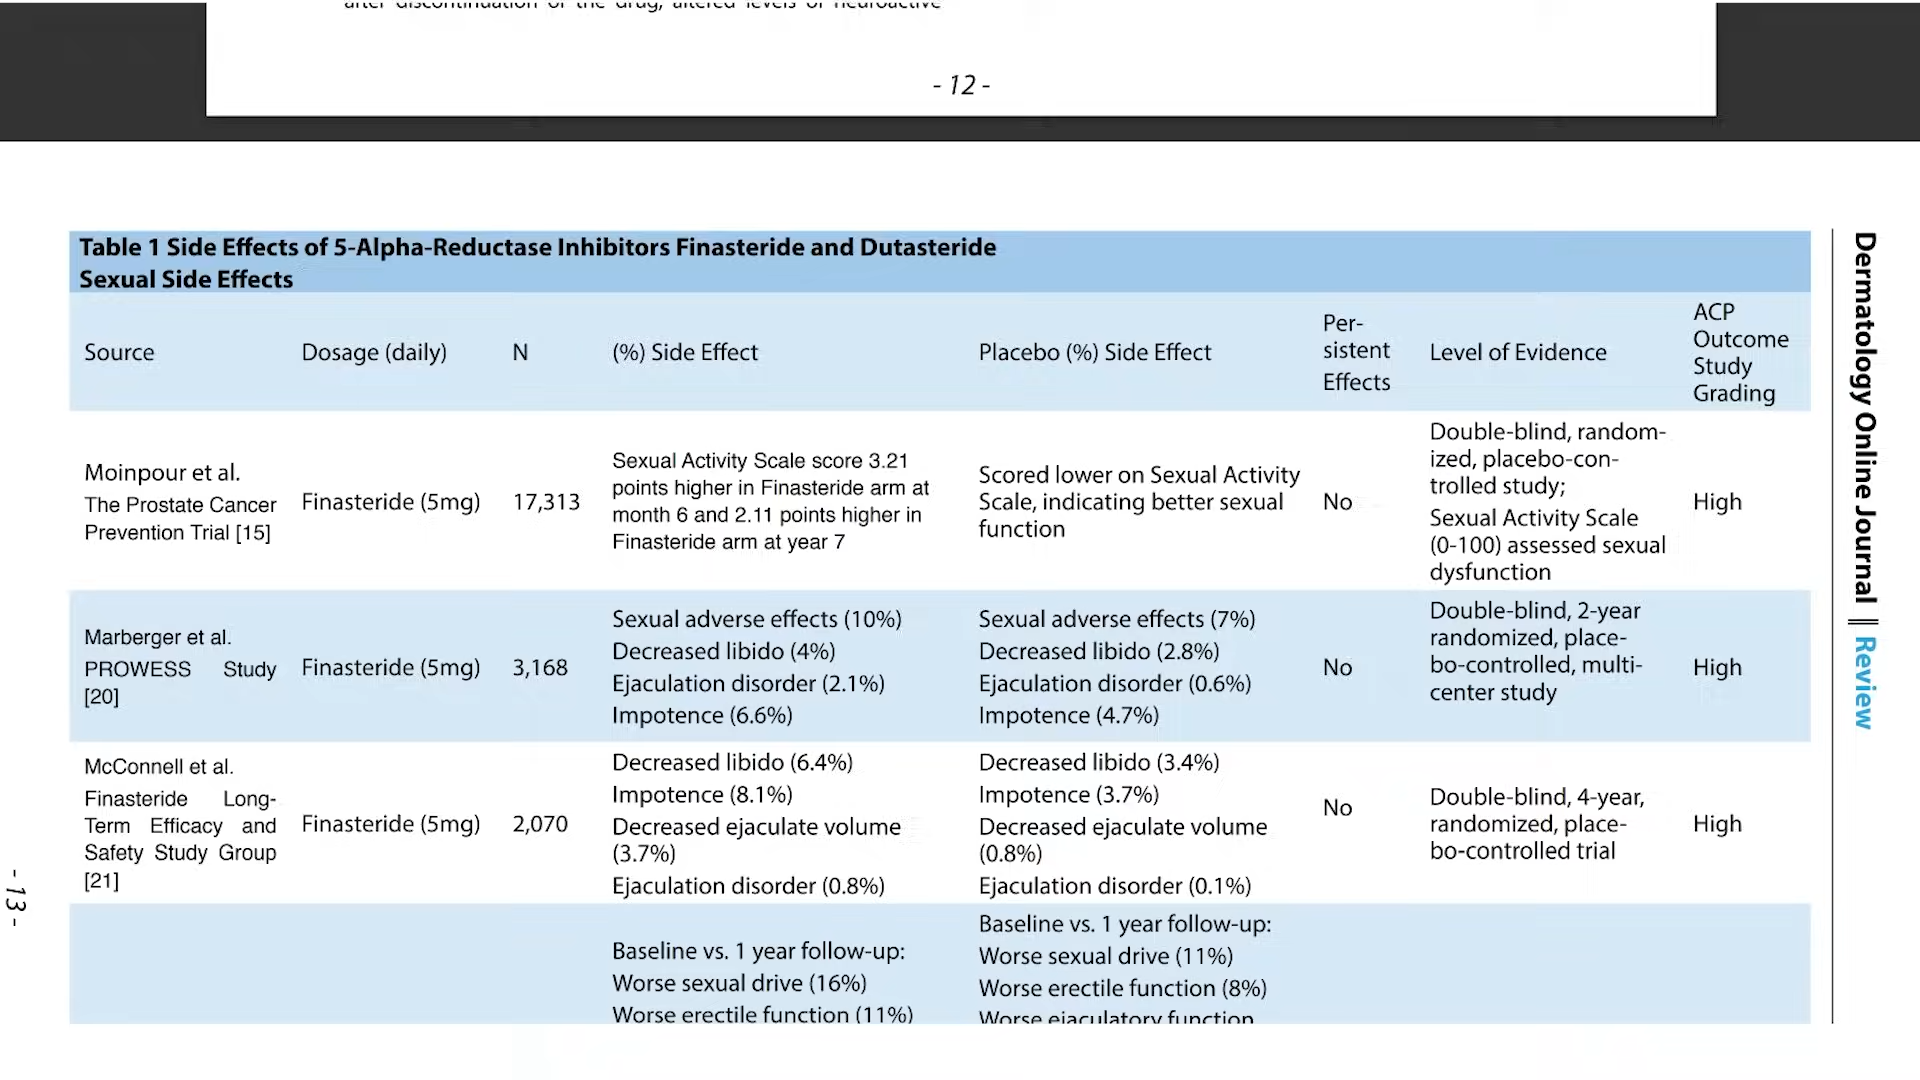 after discontinuation of the drug, altered levels of neuroactive
- 12 -
Table 1 Side Effects of 5-Alpha-Reductase Inhibitors Finasteride and Dutasteride
Sexual Side Effects
Source
Dosage (daily)
N
(%) Side Effect
Placebo (%) Side Effect
Per-
sistent
Effects
Level of Evidence
ACP
Outcome
Study
Grading
Moinpour et al.
The Prostate Cancer
Prevention Trial [15]
Finasteride (5mg)
17,313
Sexual Activity Scale score 3.21
points higher in Finasteride arm at
month 6 and 2.11 points higher in
Finasteride arm at year 7
Scored lower on Sexual Activity
Scale, indicating better sexual
function
No
Double-blind, random-
ized, placebo-con-
trolled study;
Sexual Activity Scale
(0-100) assessed sexual
dysfunction
High
Marberger et al.
PROWESS Study
[20]
Finasteride (5mg)
3,168
Sexual adverse effects (10%)
Decreased libido (4%)
Ejaculation disorder (2.1%)
Impotence (6.6%)
Sexual adverse effects (7%)
Decreased libido (2.8%)
Ejaculation disorder (0.6%)
Impotence (4.7%)
No
Double-blind, 2-year
randomized, place-
bo-controlled, multi-
center study
High
McConnell et al.
Finasteride Long-
Term Efficacy and
Safety Study Group
[21]
Finasteride (5mg)
2,070
Decreased libido (6.4%)
Impotence (8.1%)
Decreased ejaculate volume
(3.7%)
Ejaculation disorder (0.8%)
Decreased libido (3.4%)
Impotence (3.7%)
Decreased ejaculate volume
(0.8%)
Ejaculation disorder (0.1%)
No
Double-blind, 4-year,
randomized, place-
bo-controlled trial
High
Baseline vs. 1 year follow-up:
Worse sexual drive (16%)
Worse erectile function (11%)
Baseline vs. 1 year follow-up:
Worse sexual drive (11%)
Worse erectile function (8%)
Worse ejaculatory function
Dermatology Online Journal || Review
- 13 -